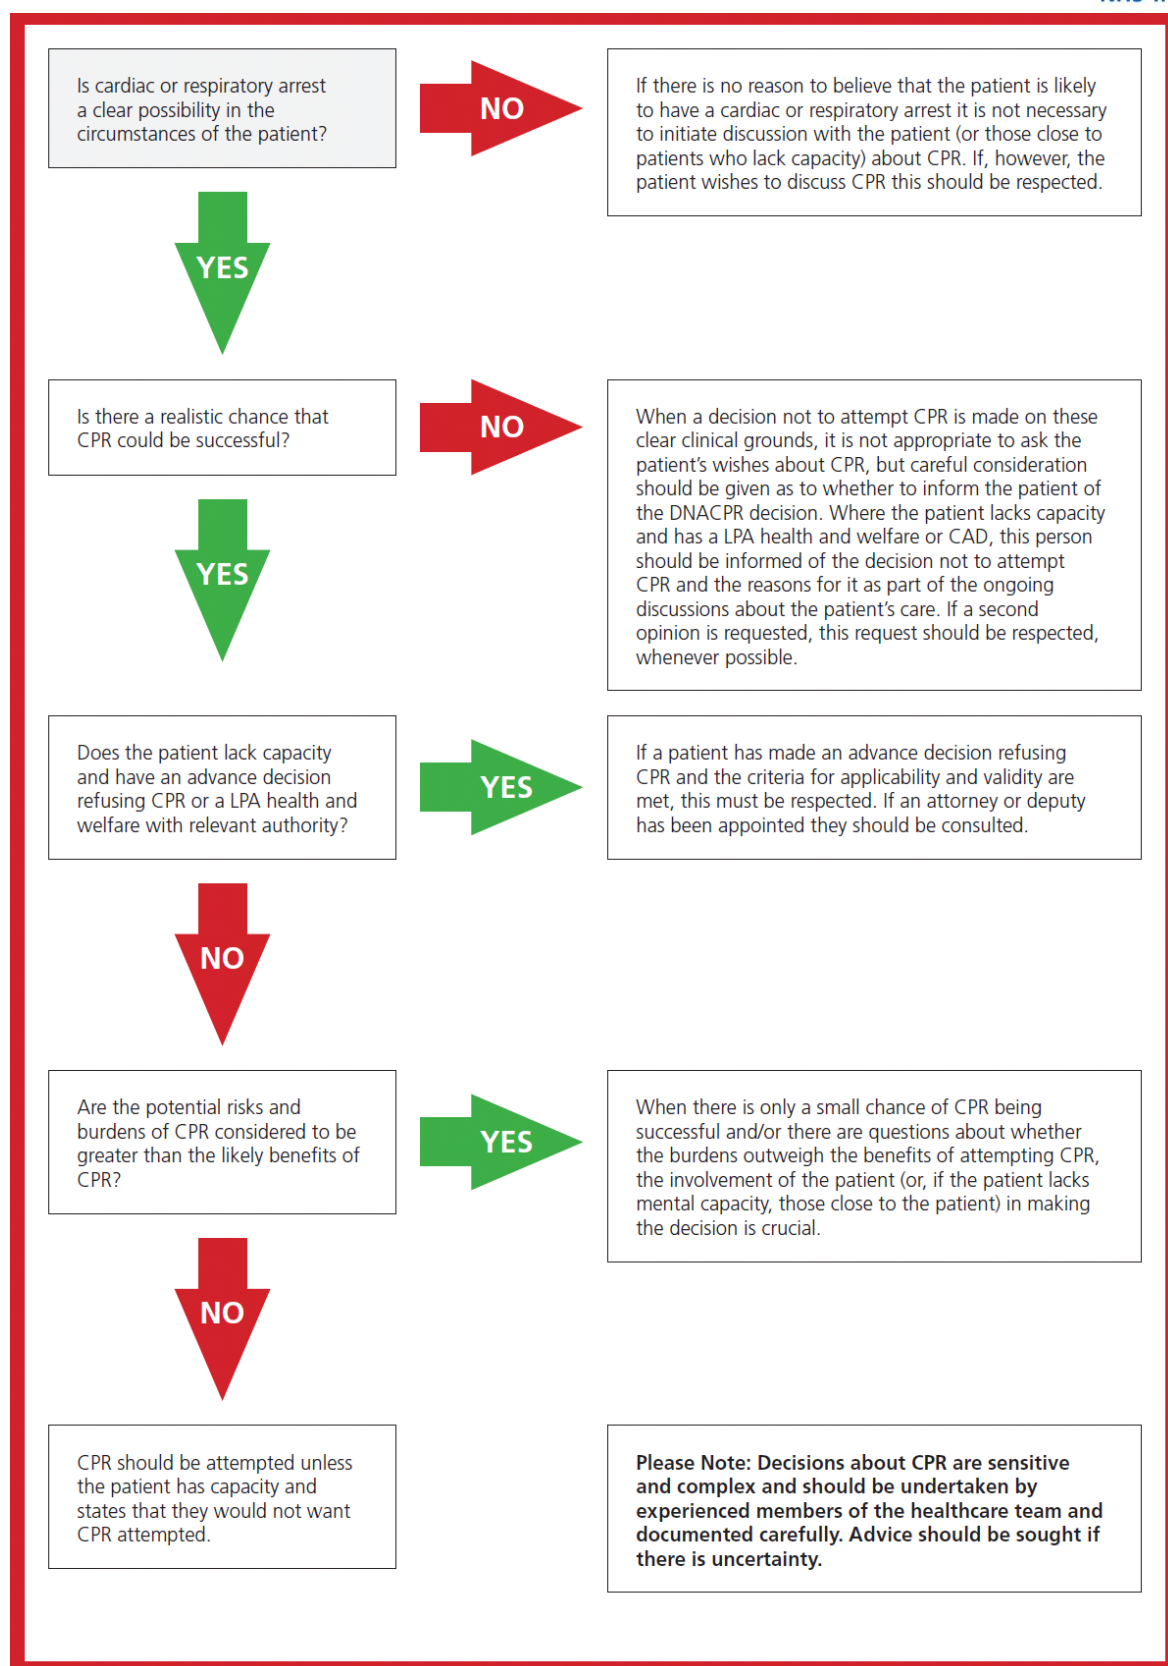 Is cardiac or respiratory arrest
a clear possibility in the
circumstances of the patient?
NO
If there is no reason to believe that the patient is likely
to have a cardiac or respiratory arrest it is not necessary
to initiate discussion with the patient (or those close to
patients who lack capacity) about CPR. If, however, the
patient wishes to discuss CPR this should be respected.
YES
Is there a realistic chance that
CPR could be successful?
NO
When a decision not to attempt CPR is made on these
clear clinical grounds, it is not appropriate to ask the
patient’s wishes about CPR, but careful consideration
should be given as to whether to inform the patient of
the DNACPR decision. Where the patient lacks capacity
and has a LPA health and welfare or CAD, this person
should be informed of the decision not to attempt
CPR and the reasons for it as part of the ongoing
discussions about the patient’s care. If a second
opinion is requested, this request should be respected,
whenever possible.
YES
Does the patient lack capacity
and have an advance decision
refusing CPR or a LPA health and
welfare with relevant authority?
YES
If a patient has made an advance decision refusing
CPR and the criteria for applicability and validity are
met, this must be respected. If an attorney or deputy
has been appointed they should be consulted.
NO
Are the potential risks and
burdens of CPR considered to be
greater than the likely benefits of
CPR?
YES
When there is only a small chance of CPR being
successful and/or there are questions about whether
the burdens outweigh the benefits of attempting CPR,
the involvement of the patient (or, if the patient lacks
mental capacity, those close to the patient) in making
the decision is crucial.
NO
CPR should be attempted unless
the patient has capacity and
states that they would not want
CPR attempted.
Please Note: Decisions about CPR are sensitive
and complex and should be undertaken by
experienced members of the healthcare team and
documented carefully. Advice should be sought if
there is uncertainty.